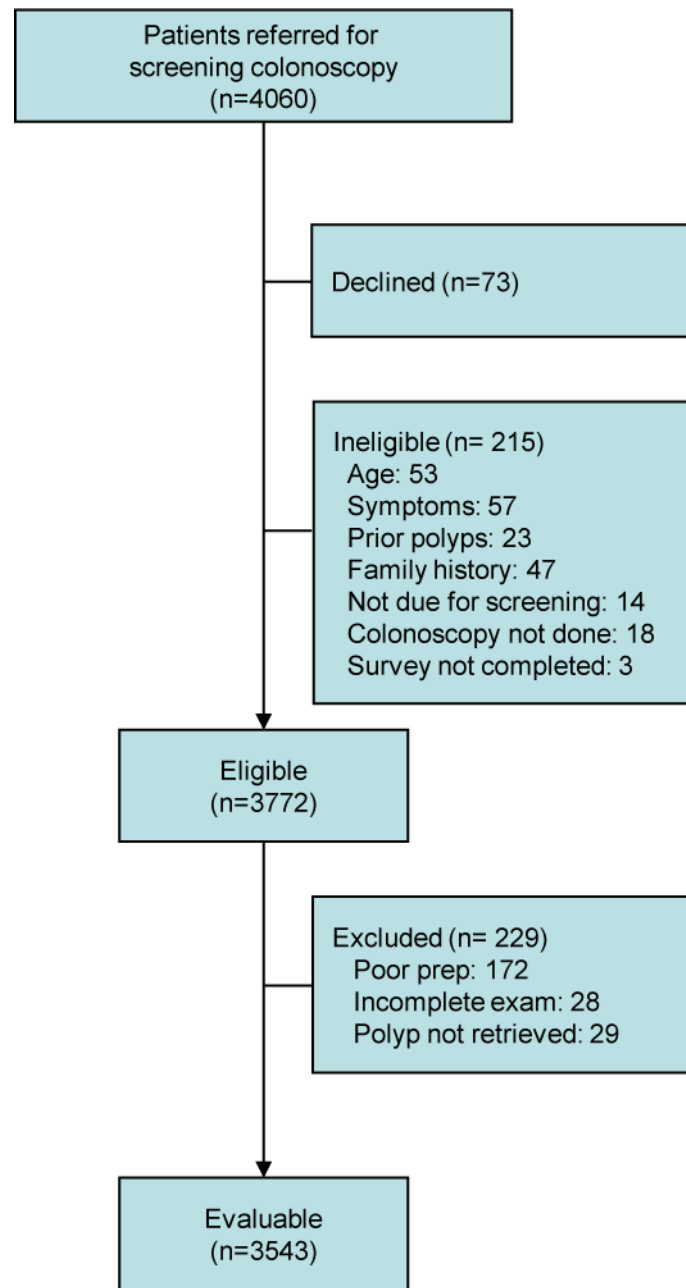 Patients referred for
screening colonoscopy
(n=4060)
Declined (n=73)
Ineligible (n= 215)
Age: 53
Symptoms: 57
Prior polyps: 23
Family history: 47
Not due for screening: 14
Colonoscopy not done: 18
Survey not completed: 3
Eligible
(n=3772)
Excluded (n= 229)
Poor prep: 172
Incomplete exam: 28
Polyp not retrieved: 29
Evaluable
(n=3543)